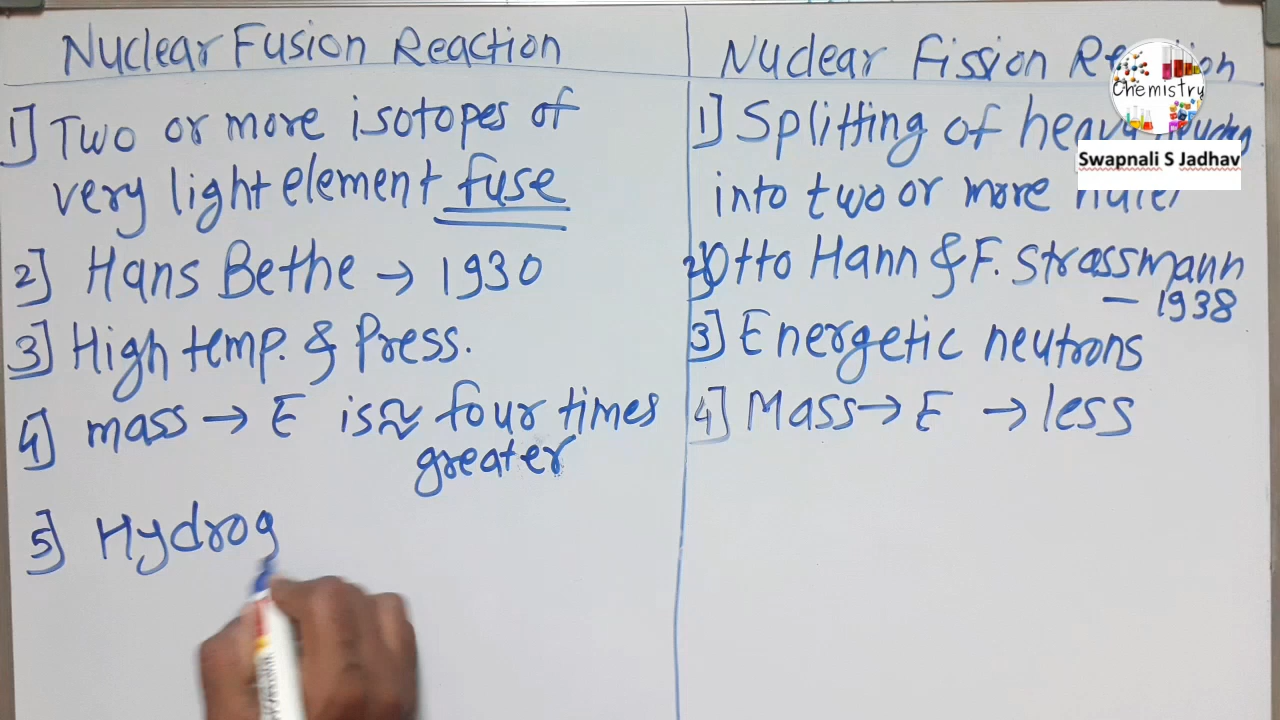 Nuclear Fusion Reaction
1] Two or more isotopes of
very light element fuse
2] Hans Bethe → 1930
3] High temp. & Press.
4] mass → E is ≈ four times
greater
5] Hydrog
Nuclear Fission
1] Splitting of
into two or more
2] Otto Hann & F. Strassmann
– 1938
3] Energetic neutrons
4] Mass → E → less
Chemistry
Swapnali S Jadhav